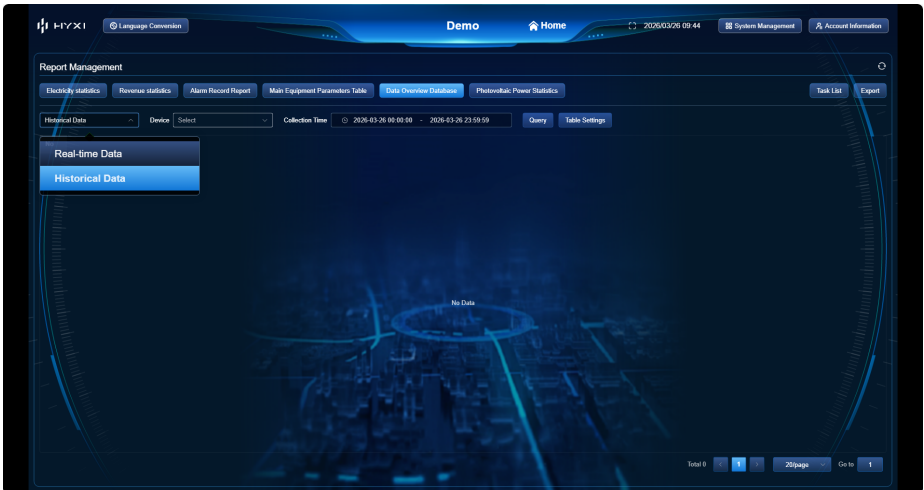 HYXI
Language Conversion
Demo
Home
2026/03/26 09:44
System Management
Account Information
Report Management
Electricity statistics
Revenue statistics
Alarm Record Report
Main Equipment Parameters Table
Data Overview Database
Photovoltaic Power Statistics
Task List
Export
Historical Data
Device
Select
Collection Time
2026-03-26 00:00:00 - 2026-03-26 23:59:59
Query
Table Settings
No
Real-time Data
Historical Data
No Data
Total 0
1
20/page
Go to
1